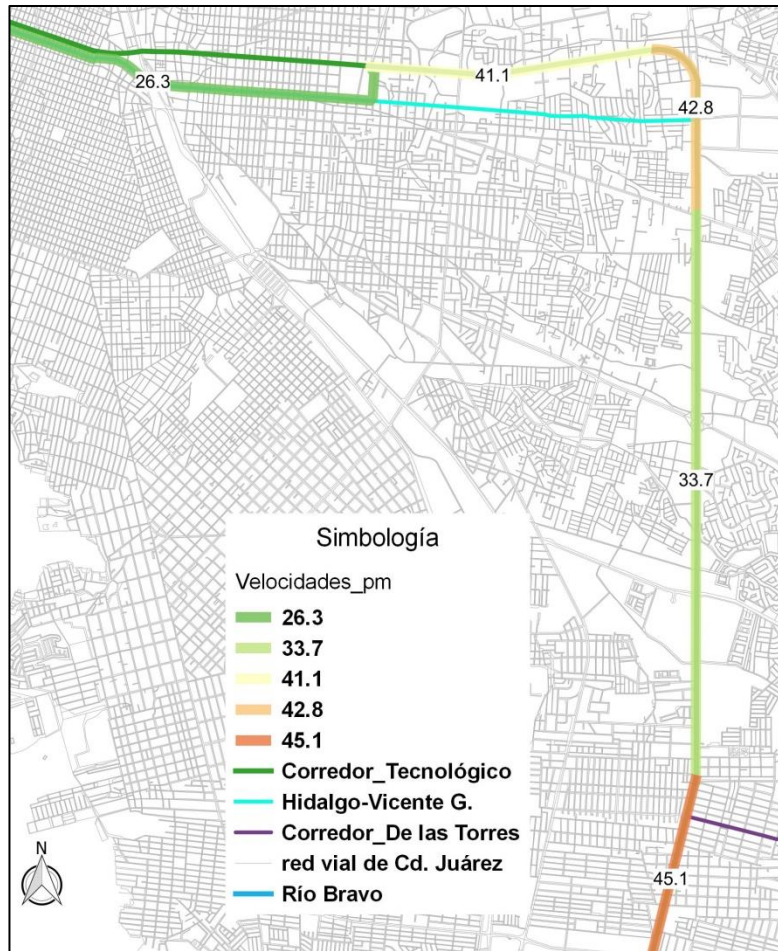 26.3
41.1
42.8
33.7
Simbología
Velocidades_pm
26.3
33.7
41.1
42.8
45.1
Corredor_Tecnológico
Hidalgo-Vicente G.
Corredor_De las Torres
red vial de Cd. Juárez
Río Bravo
N
45.1